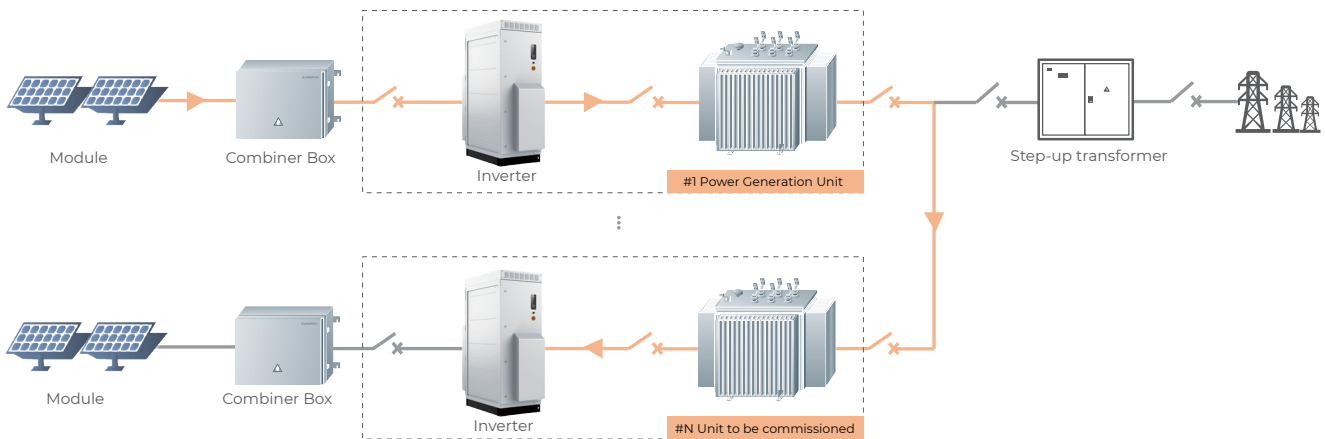 Module
Combiner Box
Inverter
#1 Power Generation Unit
Step-up transformer
Module
Combiner Box
Inverter
#N Unit to be commissioned